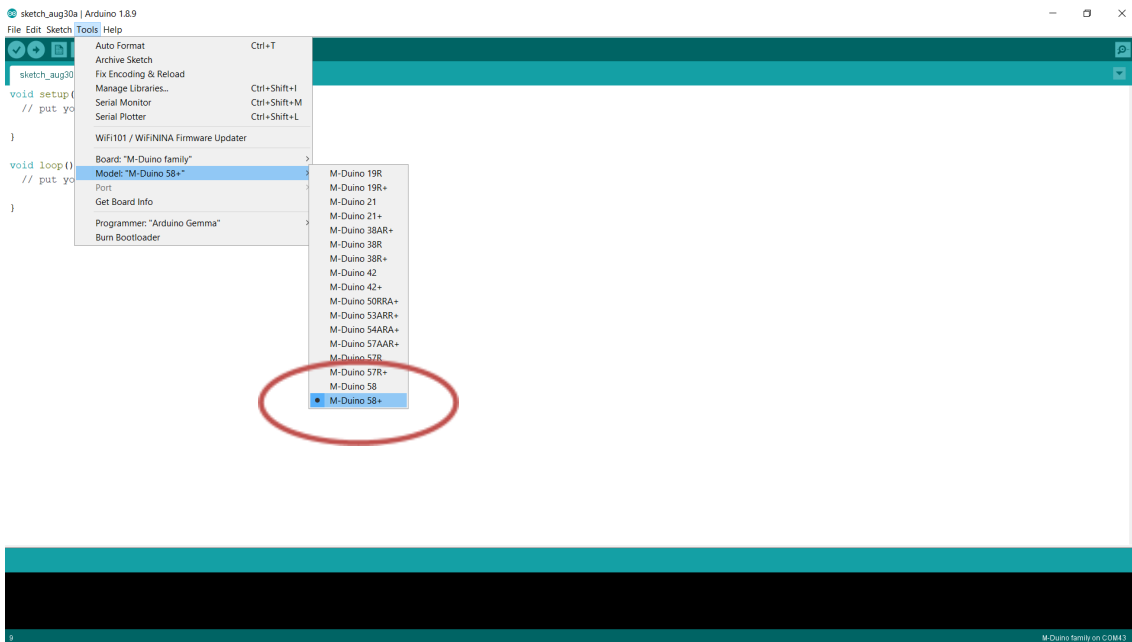 sketch_aug30a | Arduino 1.8.9
File Edit Sketch Tools Help
sketch_aug30
Auto Format Ctrl+T
Archive Sketch
Fix Encoding & Reload
Manage Libraries... Ctrl+Shift+I
Serial Monitor Ctrl+Shift+M
Serial Plotter Ctrl+Shift+L
WiFi101 / WiFiNINA Firmware Updater
Board: "M-Duino family"
Model: "M-Duino 58+"
Port
Get Board Info
Programmer: "Arduino Gemma"
Burn Bootloader
void setup(
// put yo
}
void loop()
// put yo
}
M-Duino 19R
M-Duino 19R+
M-Duino 21
M-Duino 21+
M-Duino 38AR+
M-Duino 38R
M-Duino 38R+
M-Duino 42
M-Duino 42+
M-Duino 50RRA+
M-Duino 53ARR+
M-Duino 54ARA+
M-Duino 57AAR+
M-Duino 57R
M-Duino 57R+
M-Duino 58
M-Duino 58+
9
M-Duino family on COM43